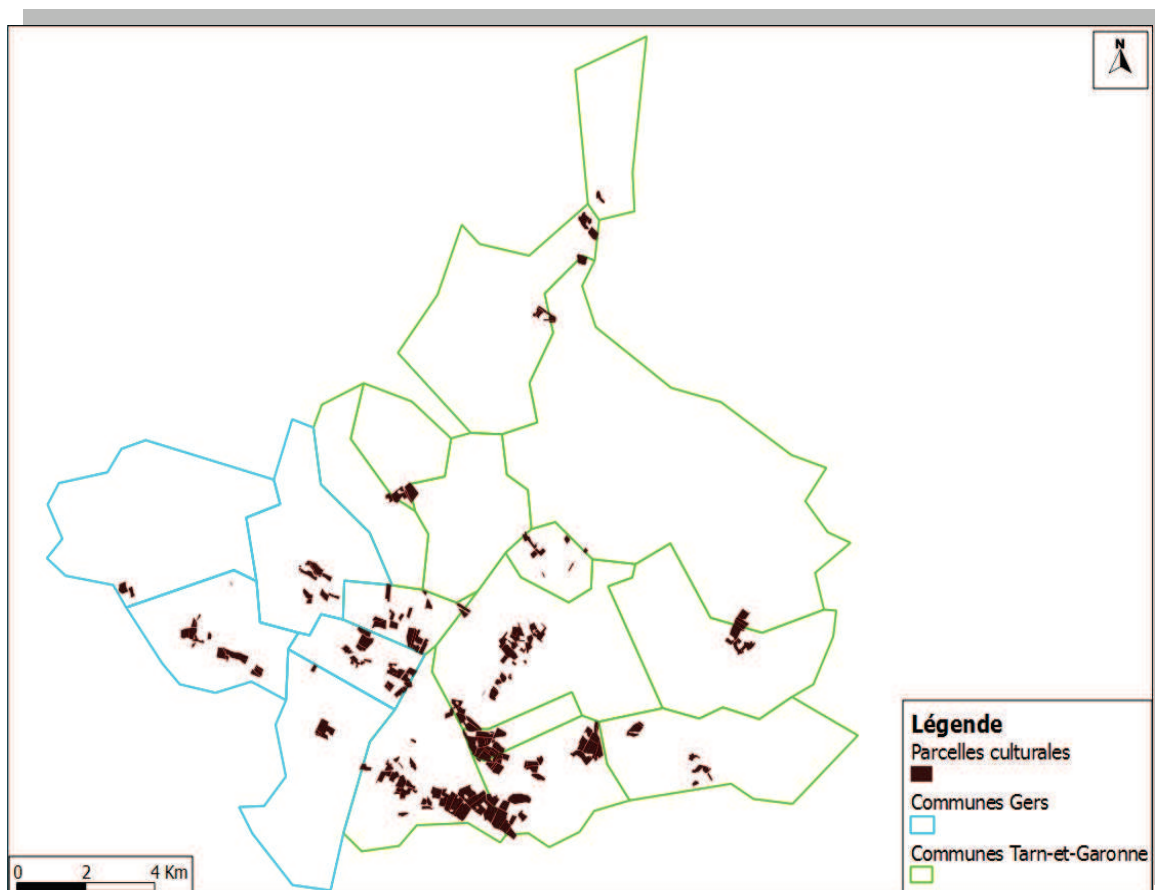 N
Légende
Parcelles culturales
Communes Gers
Communes Tarn-et-Garonne
0 2 4 Km